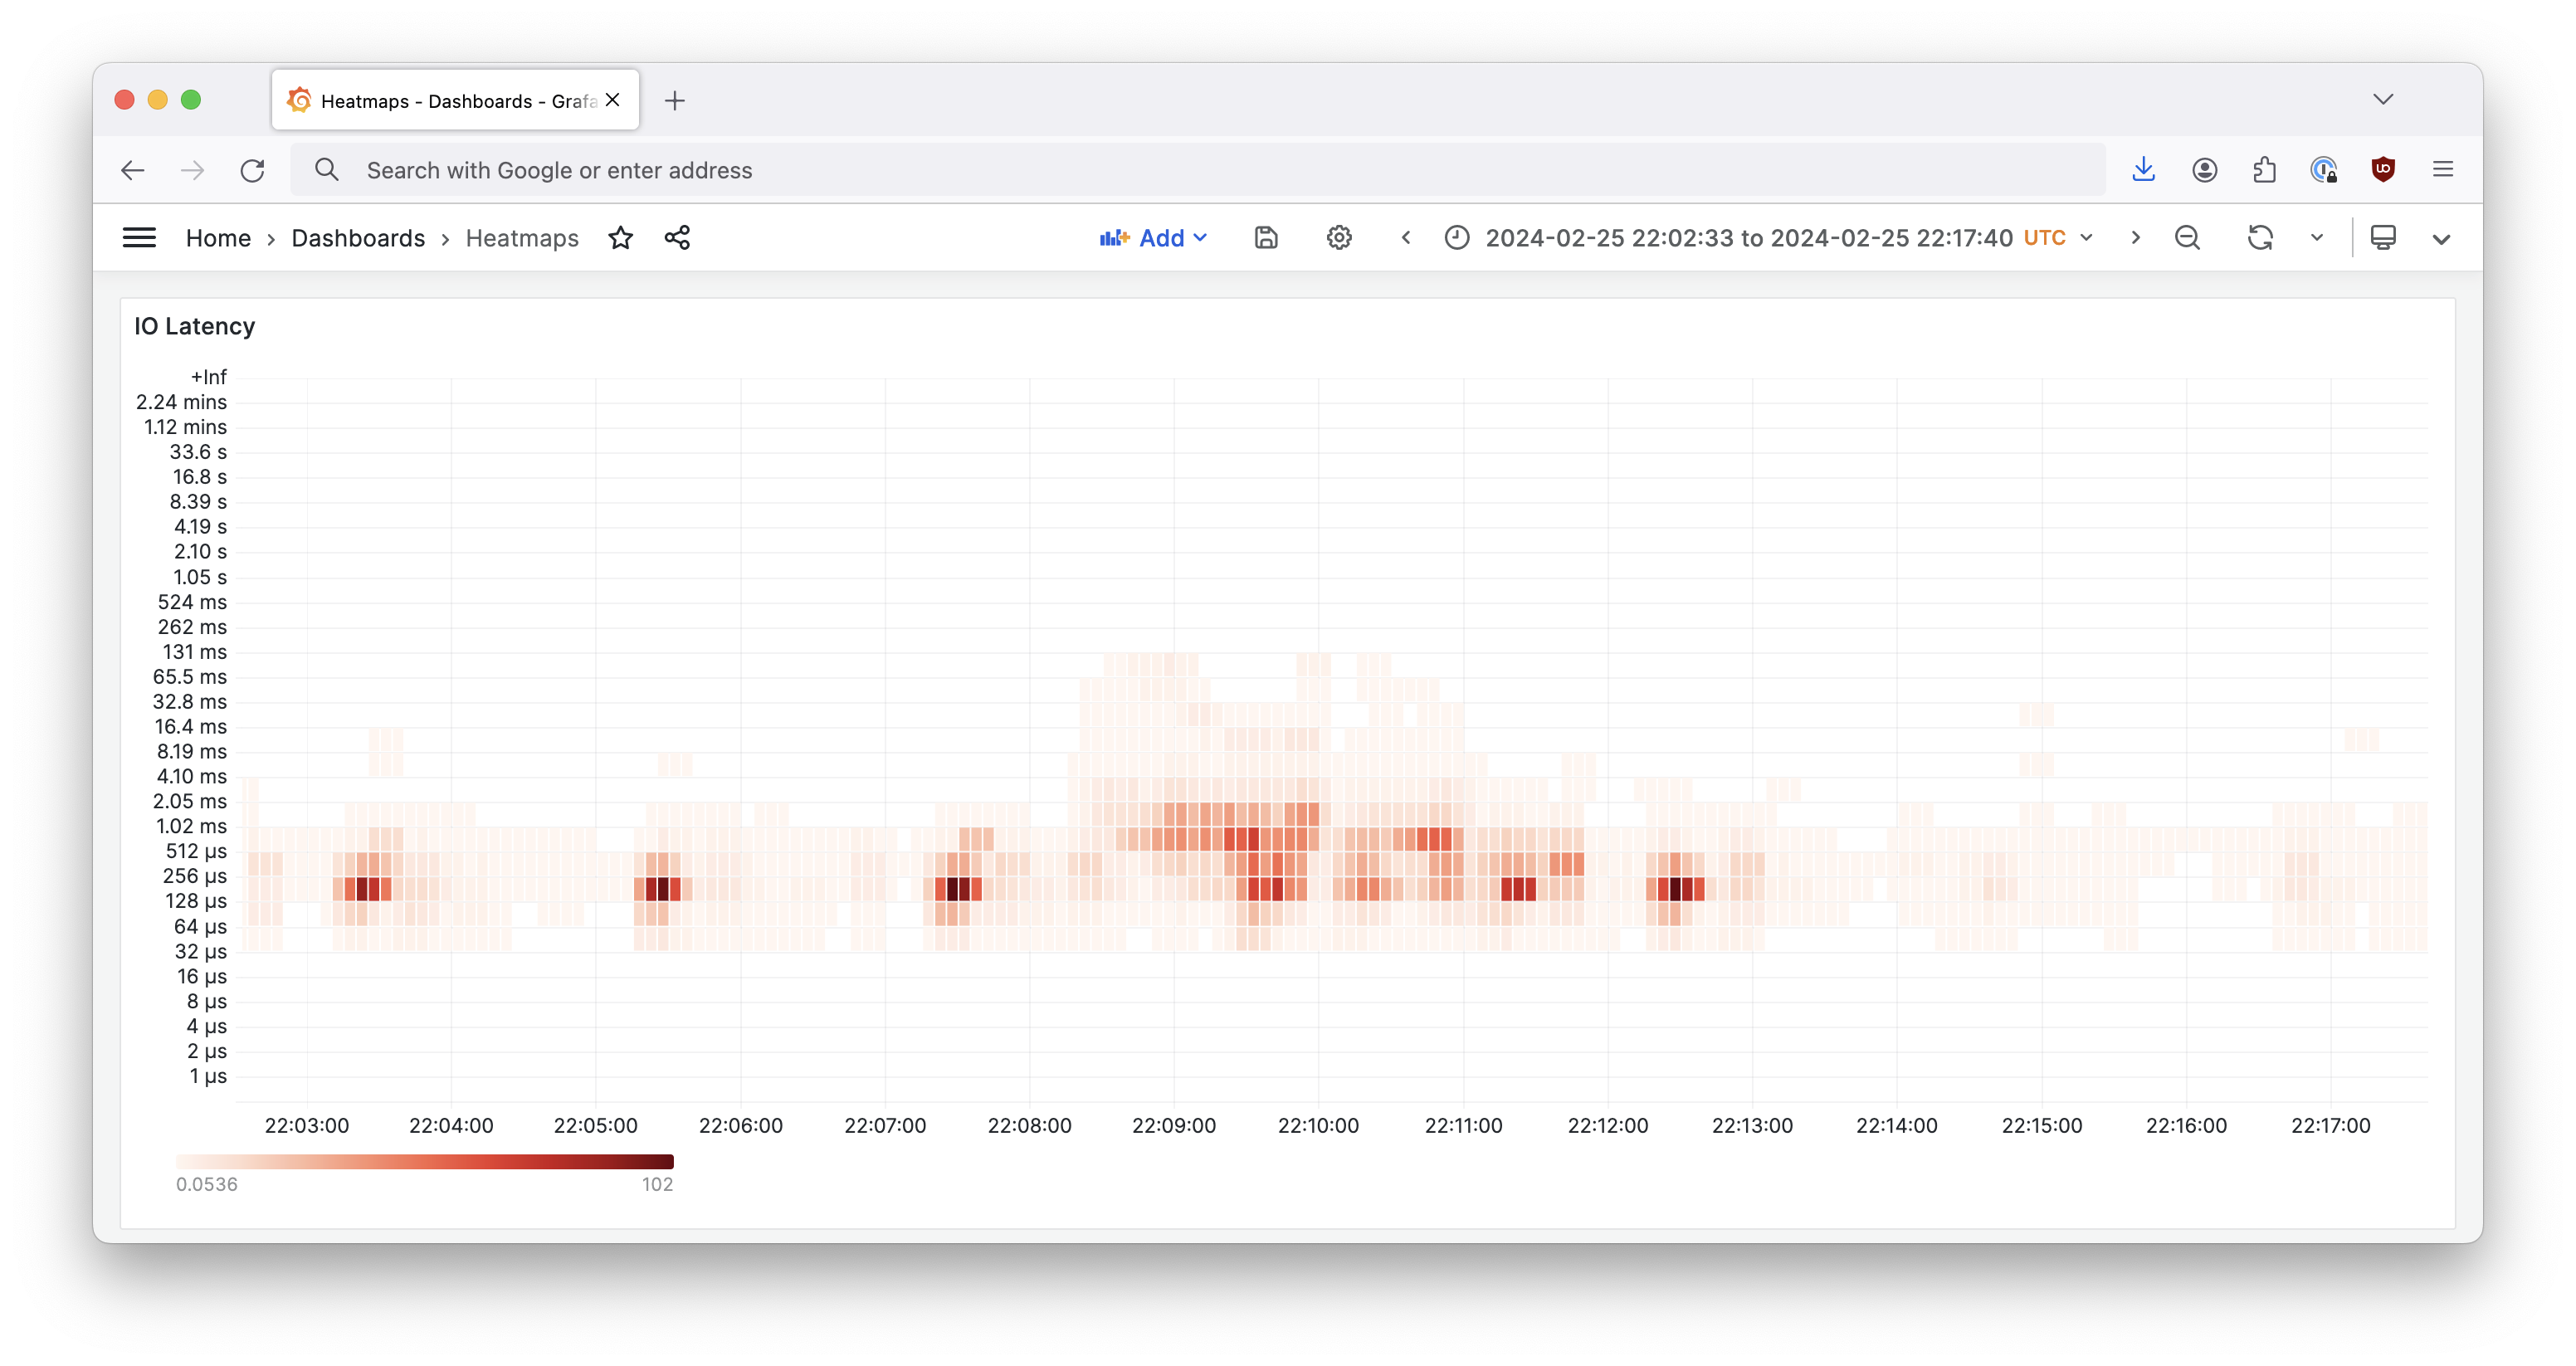 Heatmaps - Dashboards - Grafa
Search with Google or enter address
Home › Dashboards › Heatmaps
Add
2024-02-25 22:02:33 to 2024-02-25 22:17:40 UTC
IO Latency
+Inf
2.24 mins
1.12 mins
33.6 s
16.8 s
8.39 s
4.19 s
2.10 s
1.05 s
524 ms
262 ms
131 ms
65.5 ms
32.8 ms
16.4 ms
8.19 ms
4.10 ms
2.05 ms
1.02 ms
512 µs
256 µs
128 µs
64 µs
32 µs
16 µs
8 µs
4 µs
2 µs
1 µs
22:03:00 22:04:00 22:05:00 22:06:00 22:07:00 22:08:00 22:09:00 22:10:00 22:11:00 22:12:00 22:13:00 22:14:00 22:15:00 22:16:00 22:17:00
0.0536 102